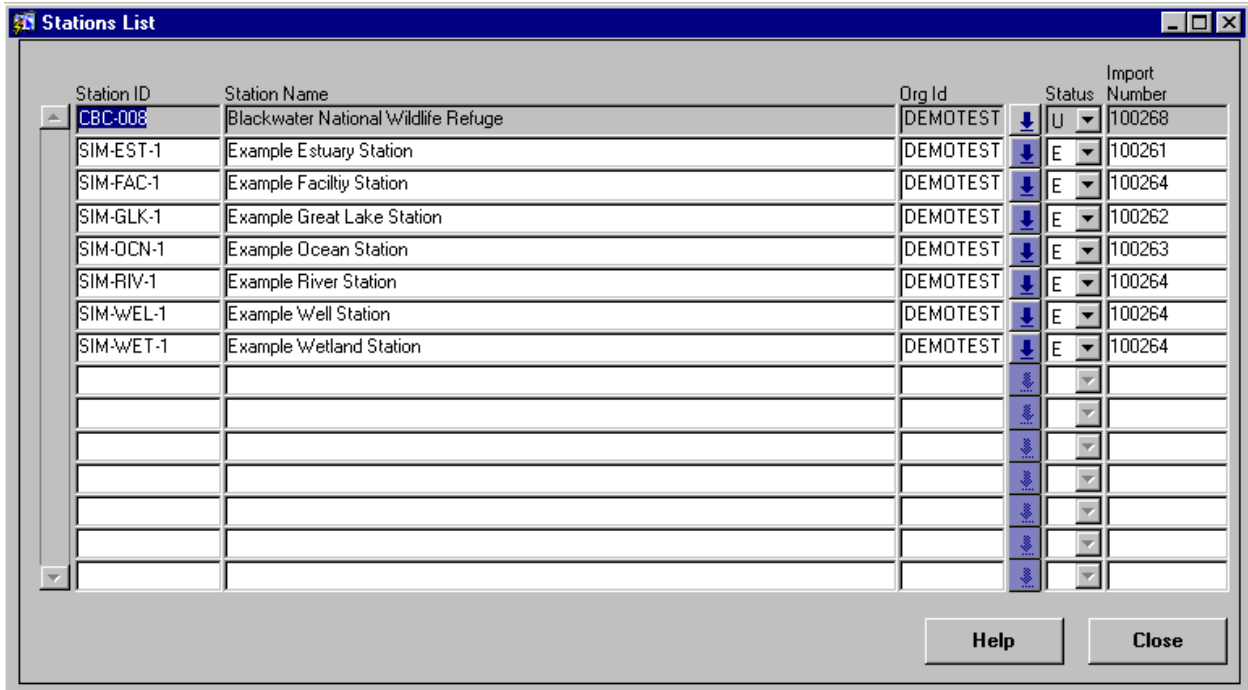 Stations List
Import
Station ID Station Name Org Id Status Number
CBC-008 Blackwater National Wildlife Refuge DEMOTEST U 100268
SIM-EST-1 Example Estuary Station DEMOTEST E 100261
SIM-FAC-1 Example Faciltiy Station DEMOTEST E 100264
SIM-GLK-1 Example Great Lake Station DEMOTEST E 100262
SIM-OCN-1 Example Ocean Station DEMOTEST E 100263
SIM-RIV-1 Example River Station DEMOTEST E 100264
SIM-WEL-1 Example Well Station DEMOTEST E 100264
SIM-WET-1 Example Wetland Station DEMOTEST E 100264
Help Close